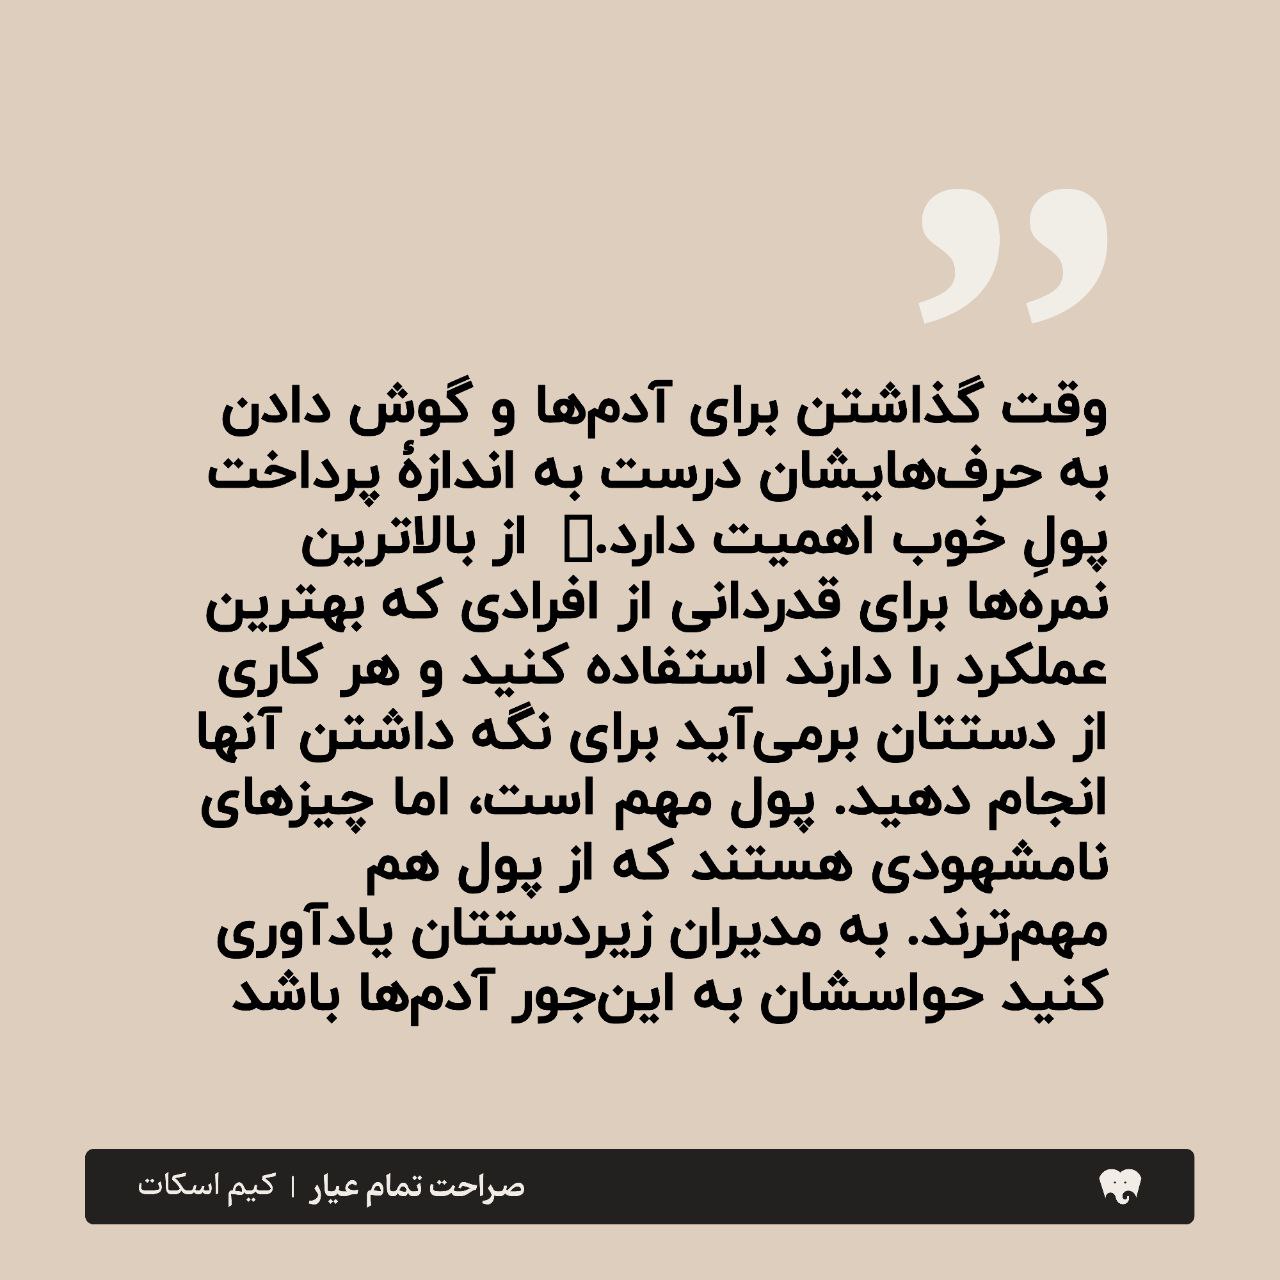 ”
وقت گذاشتن برای آدم‌ها و گوش دادن
به حرف‌هایشان درست به اندازهٔ پرداخت
پولِ خوب اهمیت دارد.▯ از بالاترین
نمره‌ها برای قدردانی از افرادی که بهترین
عملکرد را دارند استفاده کنید و هر کاری
از دستتان برمی‌آید برای نگه داشتن آنها
انجام دهید. پول مهم است، اما چیزهای
نامشهودی هستند که از پول هم
مهم‌ترند. به مدیران زیردستتان یادآوری
کنید حواسشان به این‌جور آدم‌ها باشد
صراحت تمام عیار | کیم اسکات